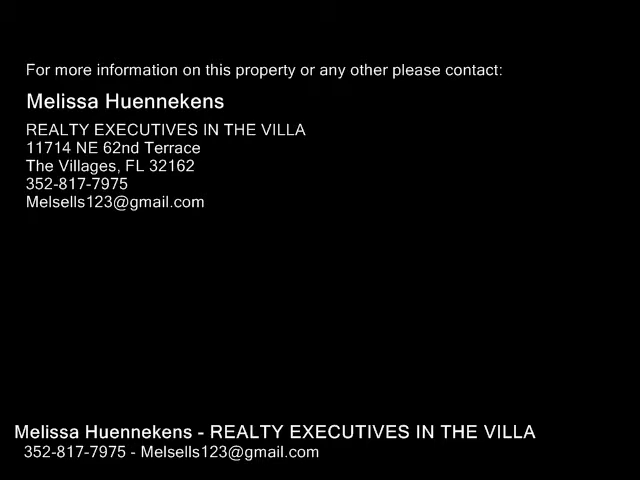 For more information on this property or any other please contact:
Melissa Huennekens
REALTY EXECUTIVES IN THE VILLA
11714 NE 62nd Terrace
The Villages, FL 32162
352-817-7975
Melsells123@gmail.com
Melissa Huennekens - REALTY EXECUTIVES IN THE VILLA
352-817-7975 - Melsells123@gmail.com